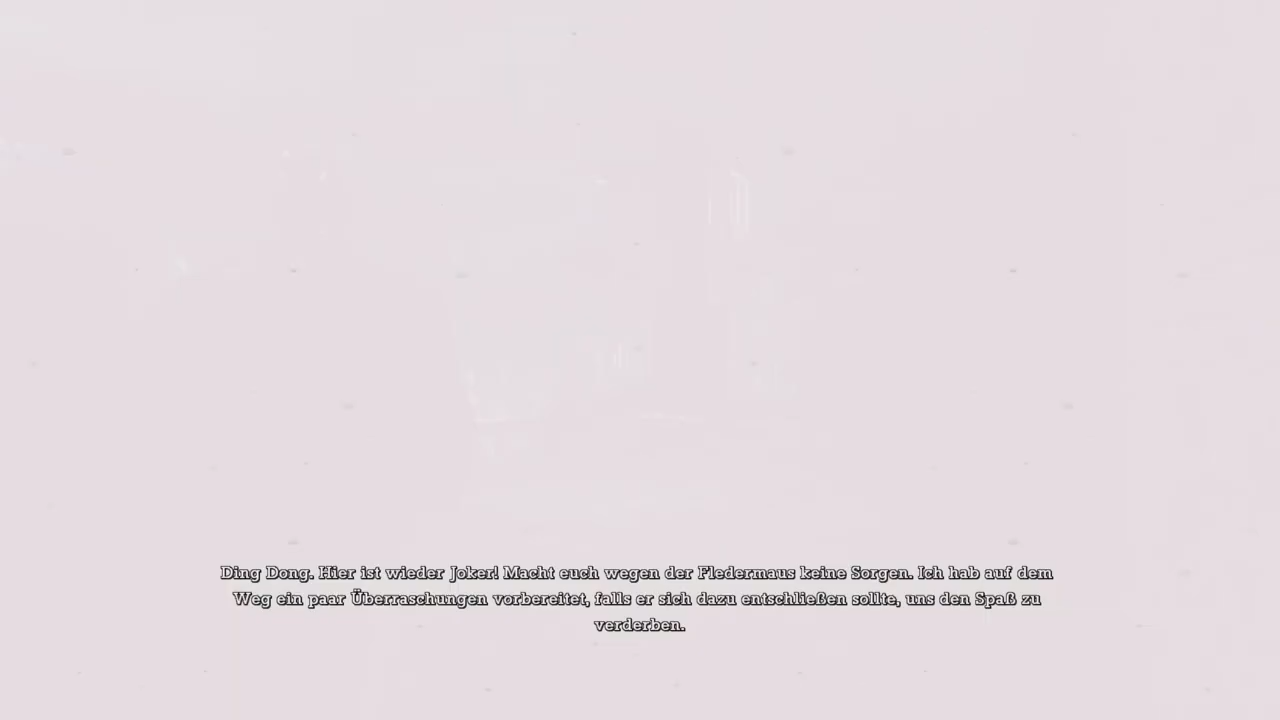 Ding Dong. Hier ist wieder Joker! Macht euch wegen der Fledermaus keine Sorgen. Ich hab auf dem
Weg ein paar Überraschungen vorbereitet, falls er sich dazu entschließen sollte, uns den Spaß zu
verderben.